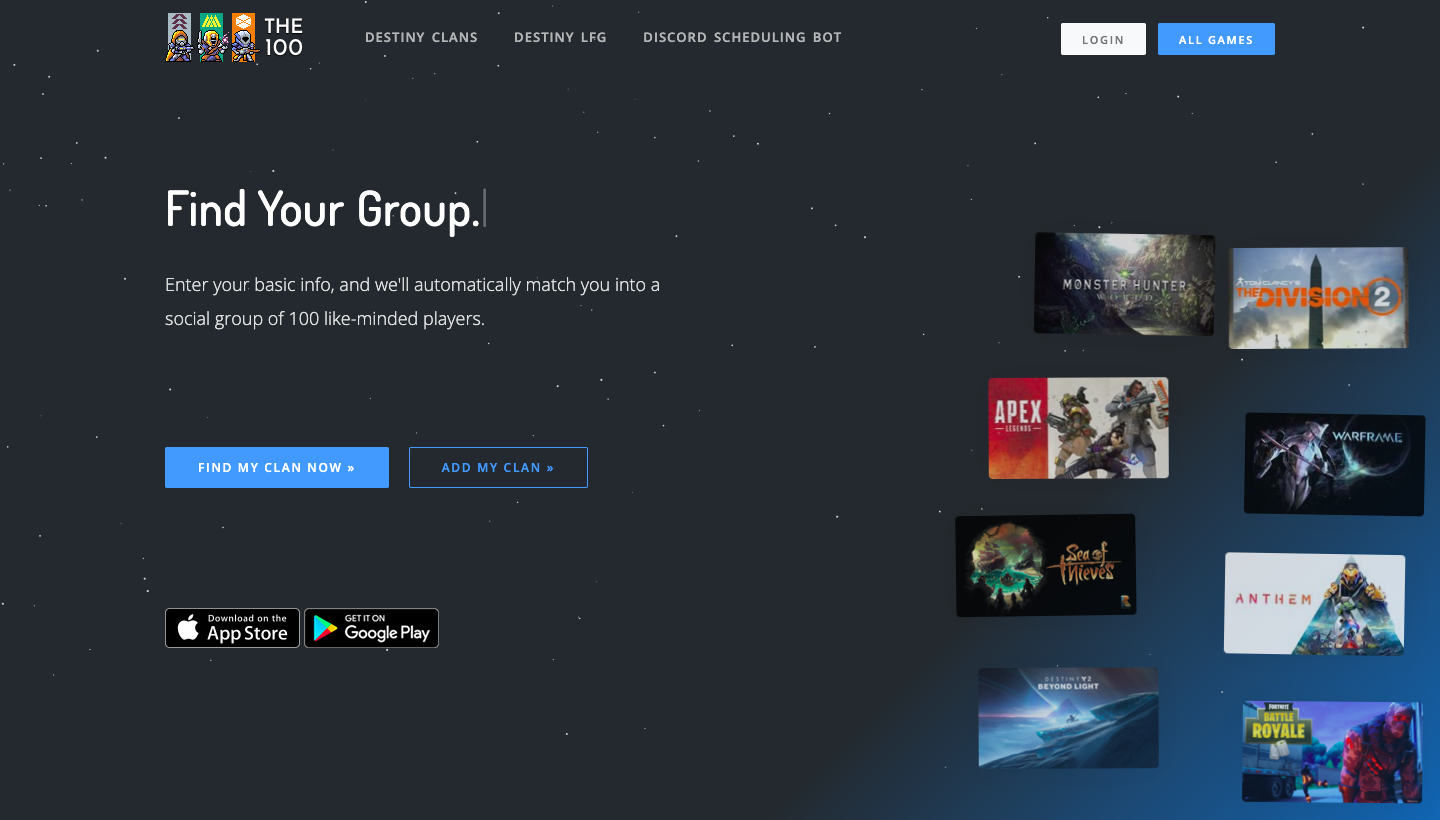 THE
100
DESTINY CLANS
DESTINY LFG
DISCORD SCHEDULING BOT
LOGIN
ALL GAMES
Find Your Group.
Enter your basic info, and we'll automatically match you into a
social group of 100 like-minded players.
FIND MY CLAN NOW »
ADD MY CLAN »
Download on the
App Store
GET IT ON
Google Play
MONSTER HUNTER:
WORLD
TOM CLANCY'S
THE DIVISION 2
APEX
LEGENDS
WARFRAME
Sea of
Thieves
ANTHEM
DESTINY 2
BEYOND LIGHT
FORTNITE
BATTLE
ROYALE